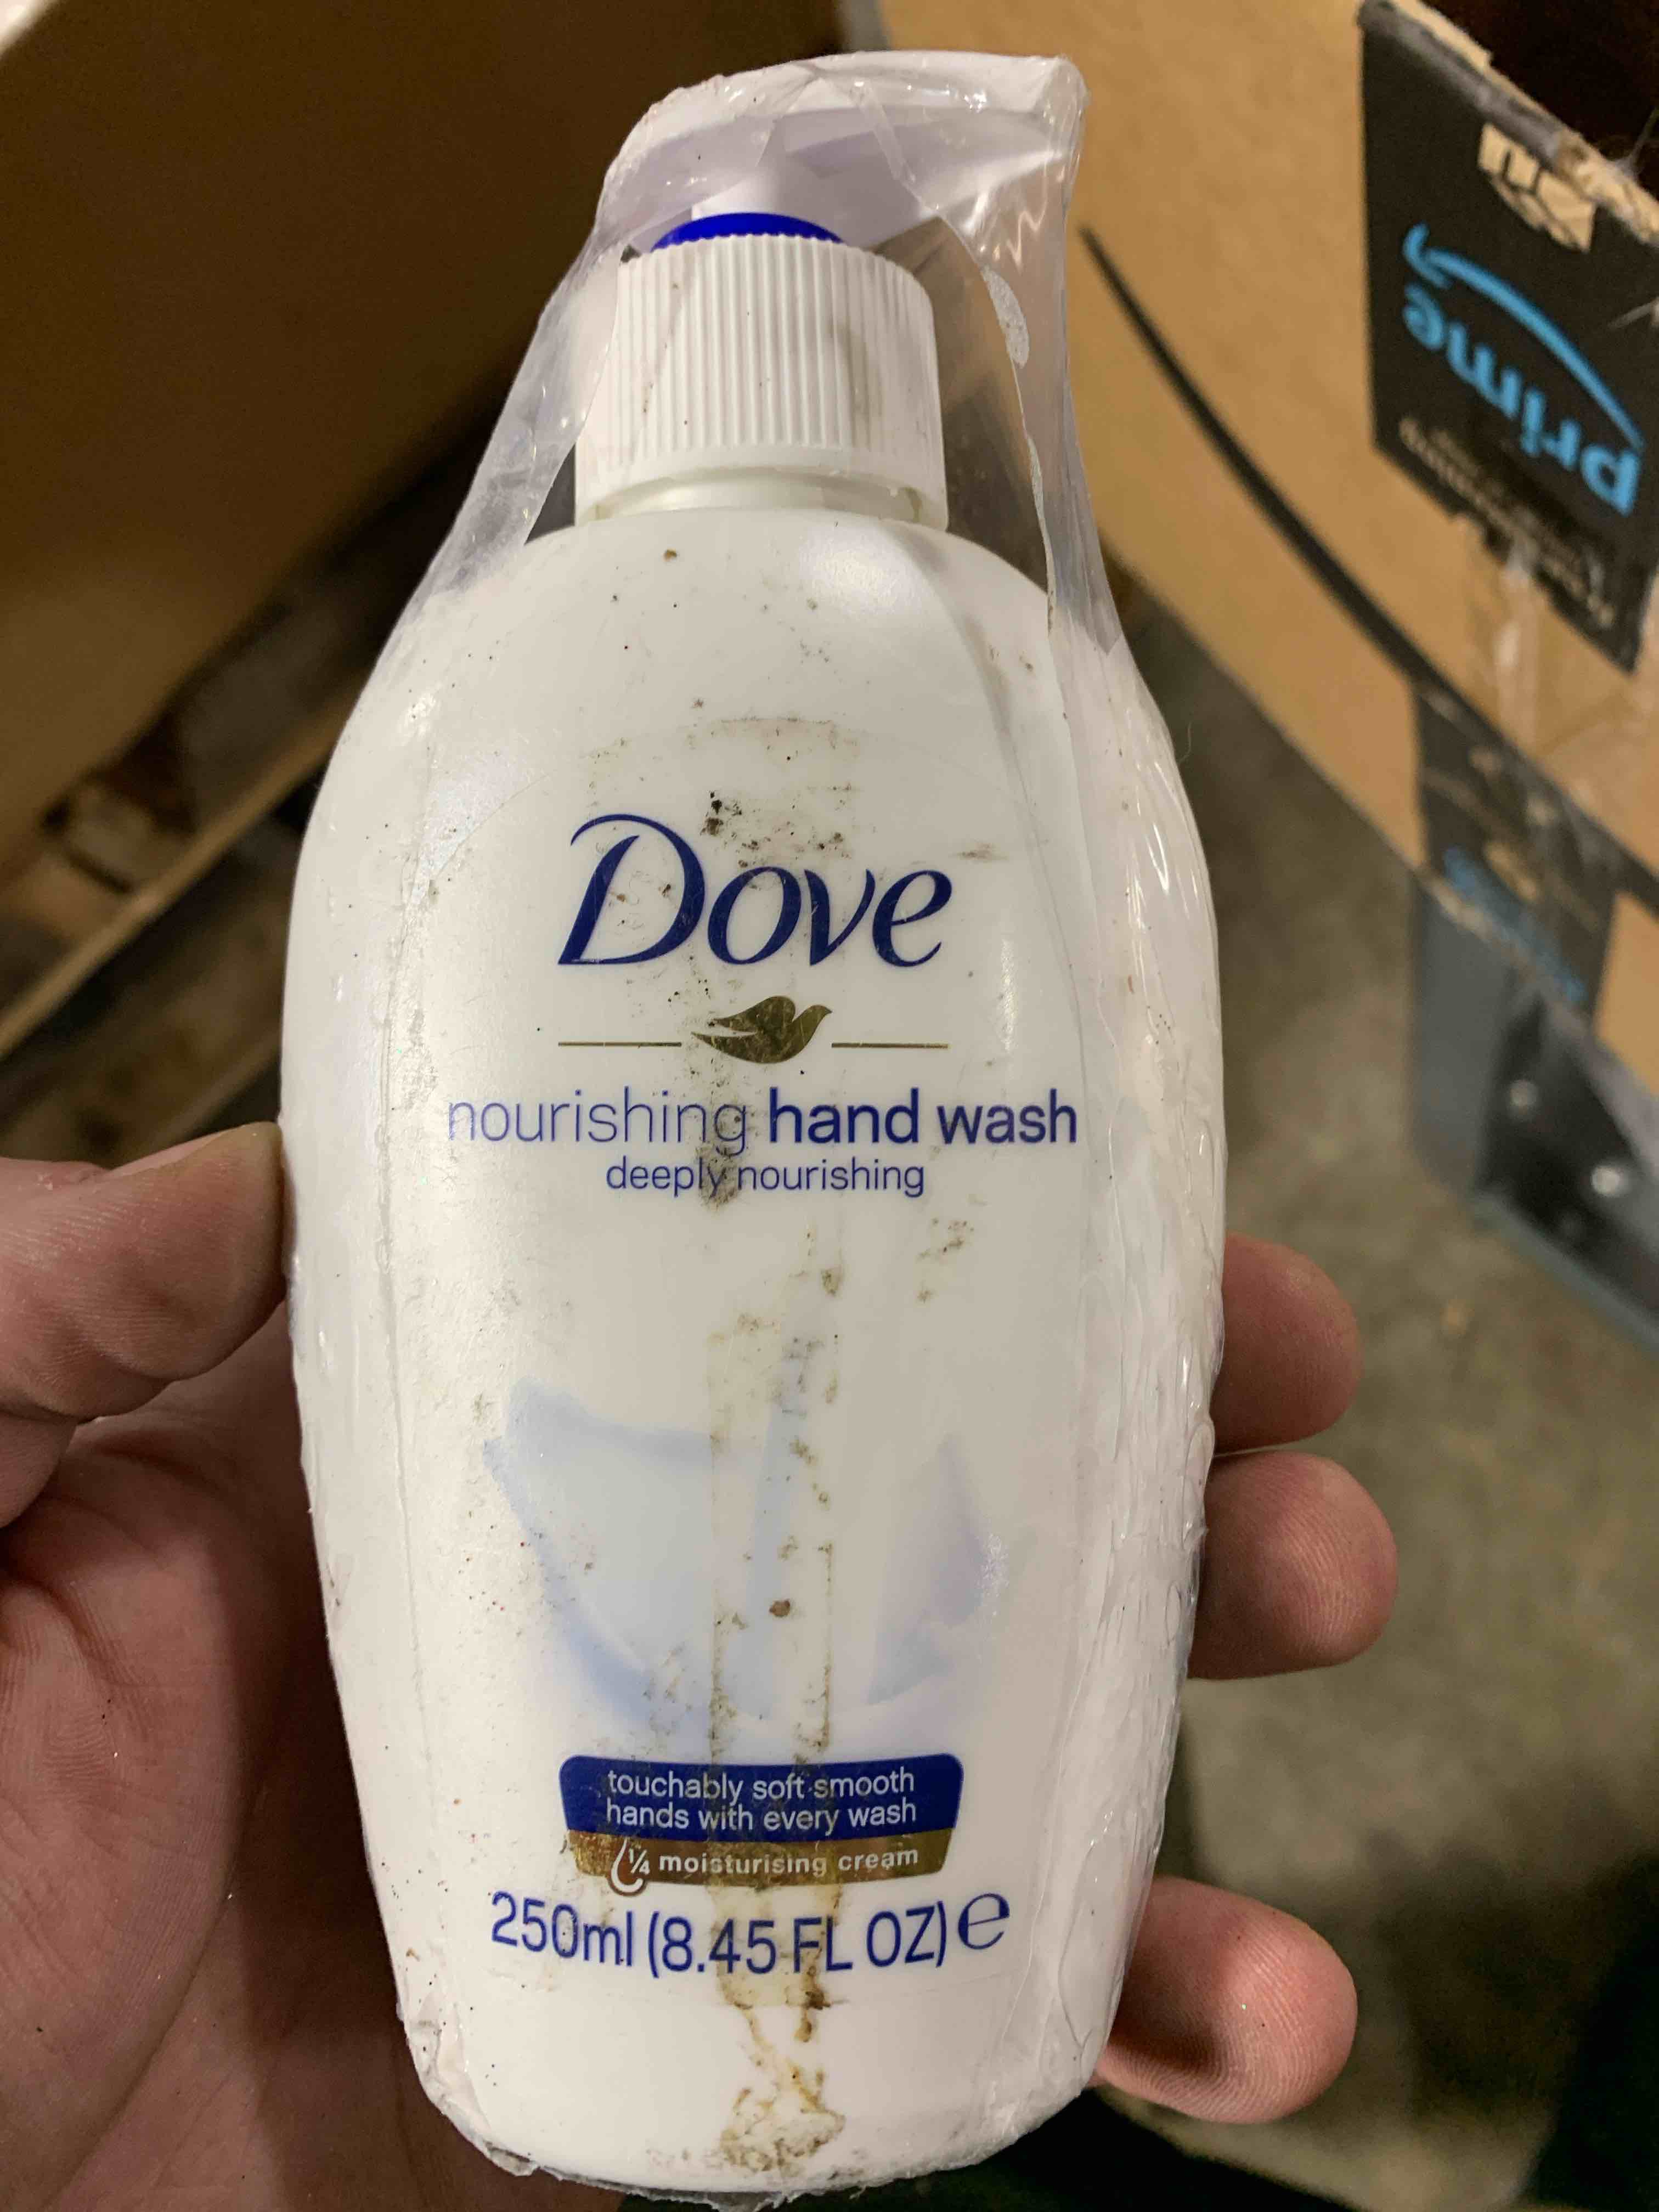 Dove
nourishing hand wash
deeply nourishing
touchably soft smooth
hands with every wash
1/4 moisturising cream
250ml (8.45 FL OZ) e
prime